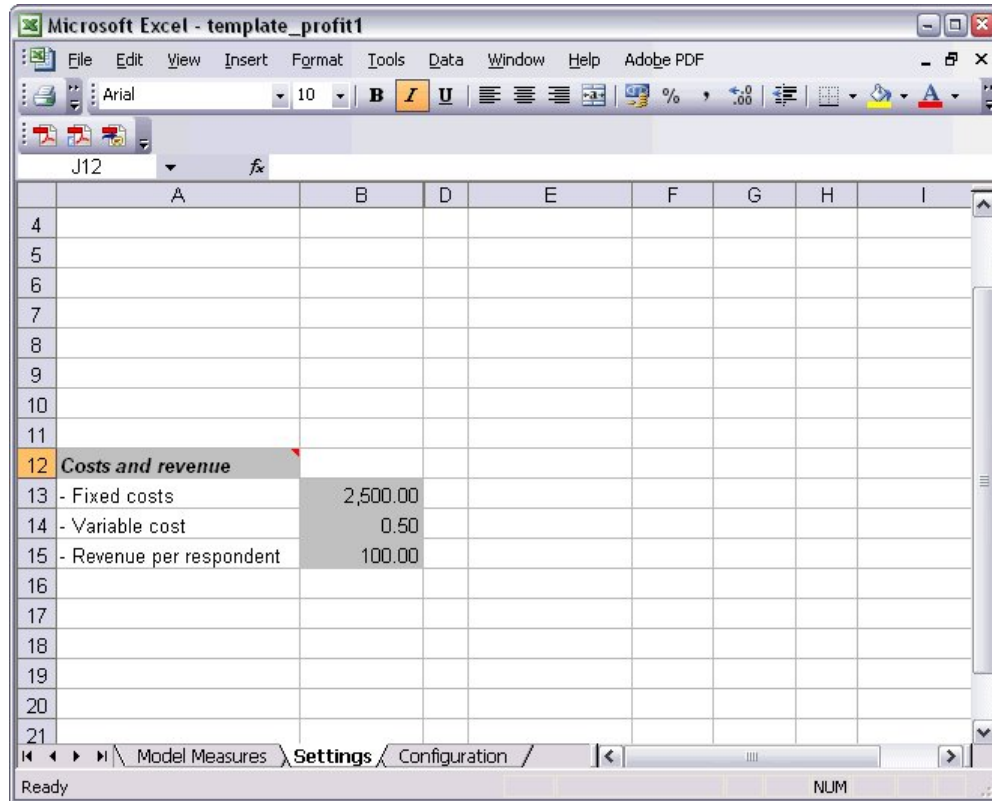 Microsoft Excel - template_profit1
File Edit View Insert Format Tools Data Window Help Adobe PDF
Arial 10 B I U % , .00 A
J12 fx
A B D E F G H I
4
5
6
7
8
9
10
11
12 Costs and revenue
13 - Fixed costs 2,500.00
14 - Variable cost 0.50
15 - Revenue per respondent 100.00
16
17
18
19
20
21
Model Measures Settings Configuration
Ready NUM